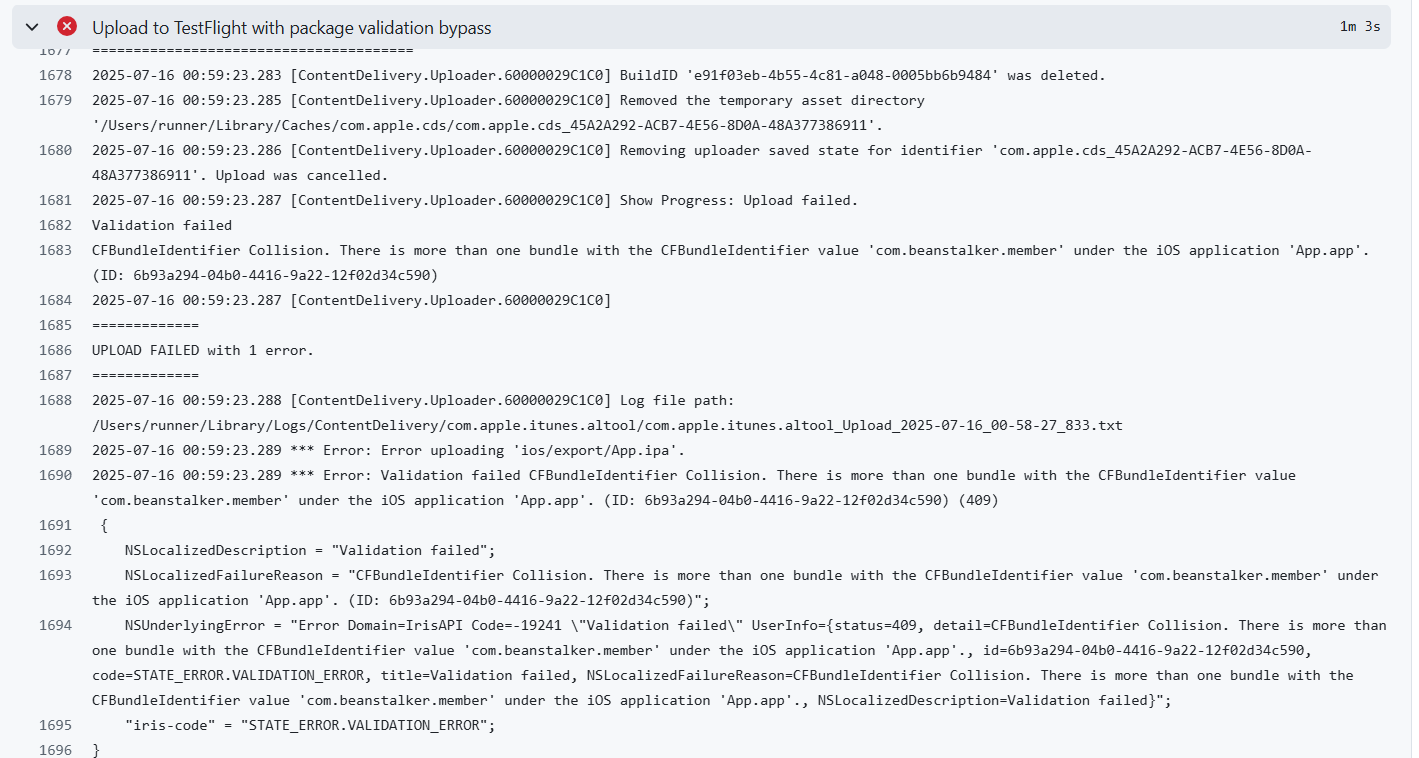 Upload to TestFlight with package validation bypass
1m 3s
1677 =======================================
1678 2025-07-16 00:59:23.283 [ContentDelivery.Uploader.60000029C1C0] BuildID 'e91f03eb-4b55-4c81-a048-0005bb6b9484' was deleted.
1679 2025-07-16 00:59:23.285 [ContentDelivery.Uploader.60000029C1C0] Removed the temporary asset directory
'/Users/runner/Library/Caches/com.apple.cds/com.apple.cds_45A2A292-ACB7-4E56-8D0A-48A377386911'.
1680 2025-07-16 00:59:23.286 [ContentDelivery.Uploader.60000029C1C0] Removing uploader saved state for identifier 'com.apple.cds_45A2A292-ACB7-4E56-8D0A-
48A377386911'. Upload was cancelled.
1681 2025-07-16 00:59:23.287 [ContentDelivery.Uploader.60000029C1C0] Show Progress: Upload failed.
1682 Validation failed
1683 CFBundleIdentifier Collision. There is more than one bundle with the CFBundleIdentifier value 'com.beanstalker.member' under the iOS application 'App.app'.
(ID: 6b93a294-04b0-4416-9a22-12f02d34c590)
1684 2025-07-16 00:59:23.287 [ContentDelivery.Uploader.60000029C1C0]
1685 =============
1686 UPLOAD FAILED with 1 error.
1687 =============
1688 2025-07-16 00:59:23.288 [ContentDelivery.Uploader.60000029C1C0] Log file path:
/Users/runner/Library/Logs/ContentDelivery/com.apple.itunes.altool/com.apple.itunes.altool_Upload_2025-07-16_00-58-27_833.txt
1689 2025-07-16 00:59:23.289 *** Error: Error uploading 'ios/export/App.ipa'.
1690 2025-07-16 00:59:23.289 *** Error: Validation failed CFBundleIdentifier Collision. There is more than one bundle with the CFBundleIdentifier value
'com.beanstalker.member' under the iOS application 'App.app'. (ID: 6b93a294-04b0-4416-9a22-12f02d34c590) (409)
1691 {
1692 NSLocalizedDescription = "Validation failed";
1693 NSLocalizedFailureReason = "CFBundleIdentifier Collision. There is more than one bundle with the CFBundleIdentifier value 'com.beanstalker.member' under
the iOS application 'App.app'. (ID: 6b93a294-04b0-4416-9a22-12f02d34c590)";
1694 NSUnderlyingError = "Error Domain=IrisAPI Code=-19241 \"Validation failed\" UserInfo={status=409, detail=CFBundleIdentifier Collision. There is more than
one bundle with the CFBundleIdentifier value 'com.beanstalker.member' under the iOS application 'App.app'., id=6b93a294-04b0-4416-9a22-12f02d34c590,
code=STATE_ERROR.VALIDATION_ERROR, title=Validation failed, NSLocalizedFailureReason=CFBundleIdentifier Collision. There is more than one bundle with the
CFBundleIdentifier value 'com.beanstalker.member' under the iOS application 'App.app'., NSLocalizedDescription=Validation failed}";
1695 "iris-code" = "STATE_ERROR.VALIDATION_ERROR";
1696 }